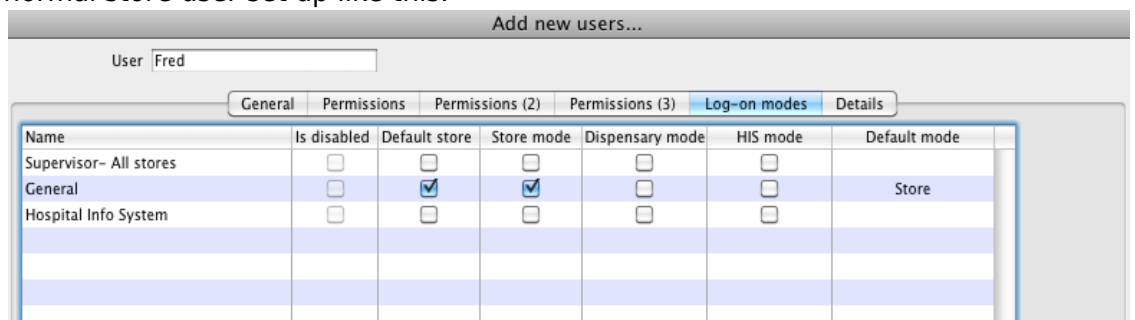 normal store user set up like this:
Add new users...
User Fred
General Permissions Permissions (2) Permissions (3) Log-on modes Details
Name Is disabled Default store Store mode Dispensary mode HIS mode Default mode
Supervisor- All stores
General Store
Hospital Info System